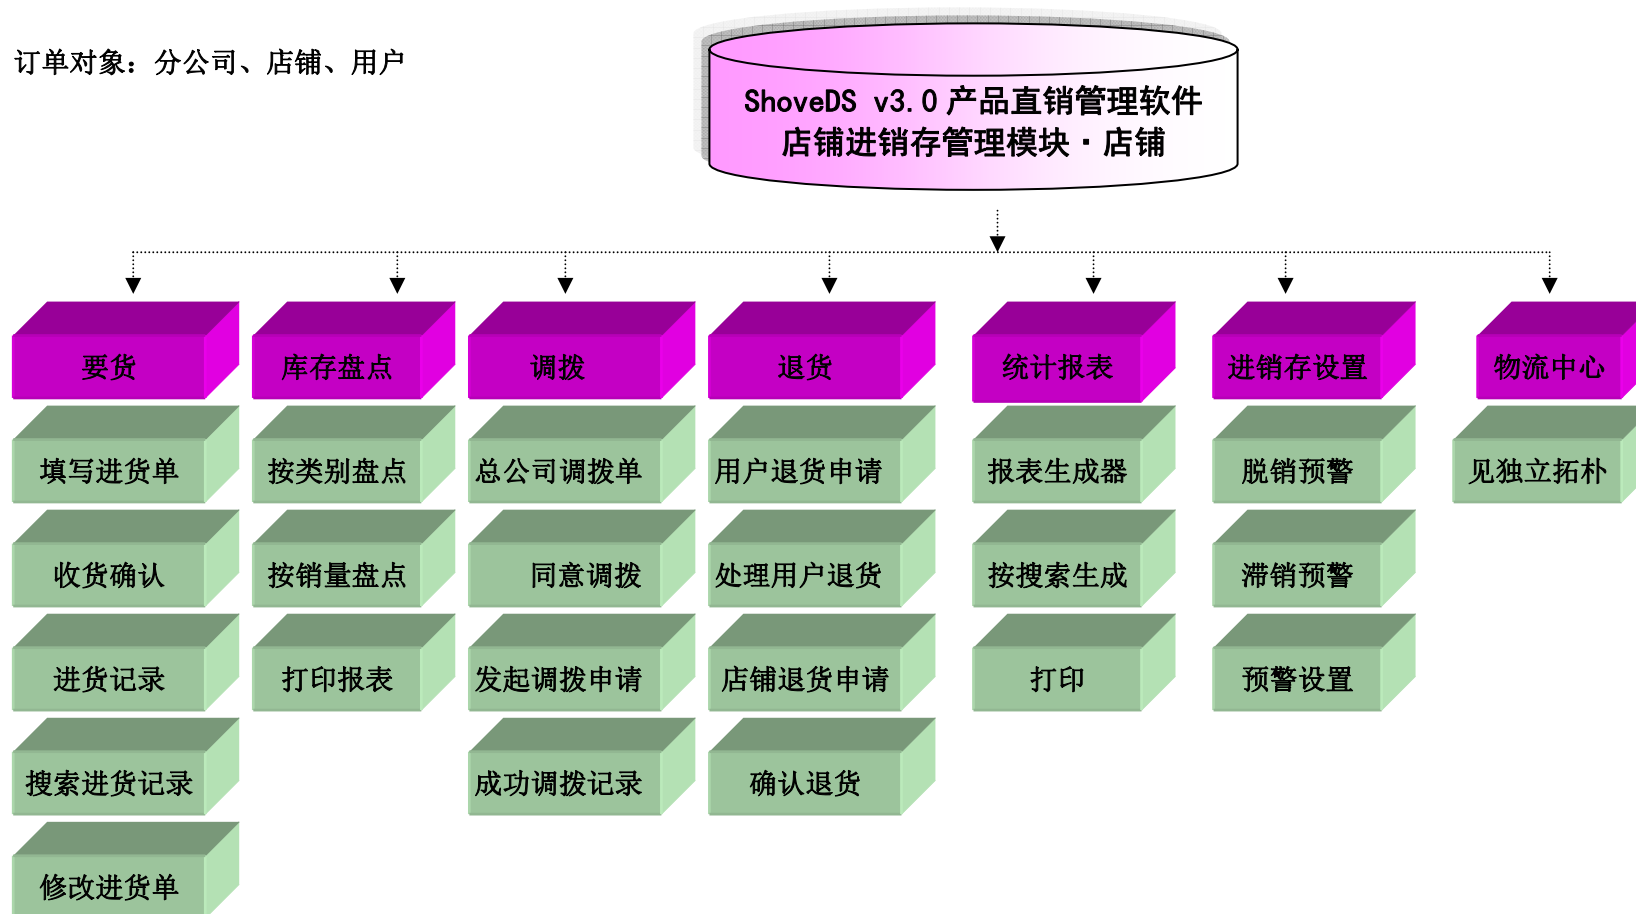 订单对象：分公司、店铺、用户
ShoveDS v3.0产品直销管理软件
店铺进销存管理模块·店铺
要货
库存盘点
调拨
退货
统计报表
进销存设置
物流中心
填写进货单
按类别盘点
总公司调拨单
用户退货申请
报表生成器
脱销预警
见独立拓朴
收货确认
按销量盘点
同意调拨
处理用户退货
按搜索生成
滞销预警
进货记录
打印报表
发起调拨申请
店铺退货申请
打印
预警设置
搜索进货记录
成功调拨记录
确认退货
修改进货单